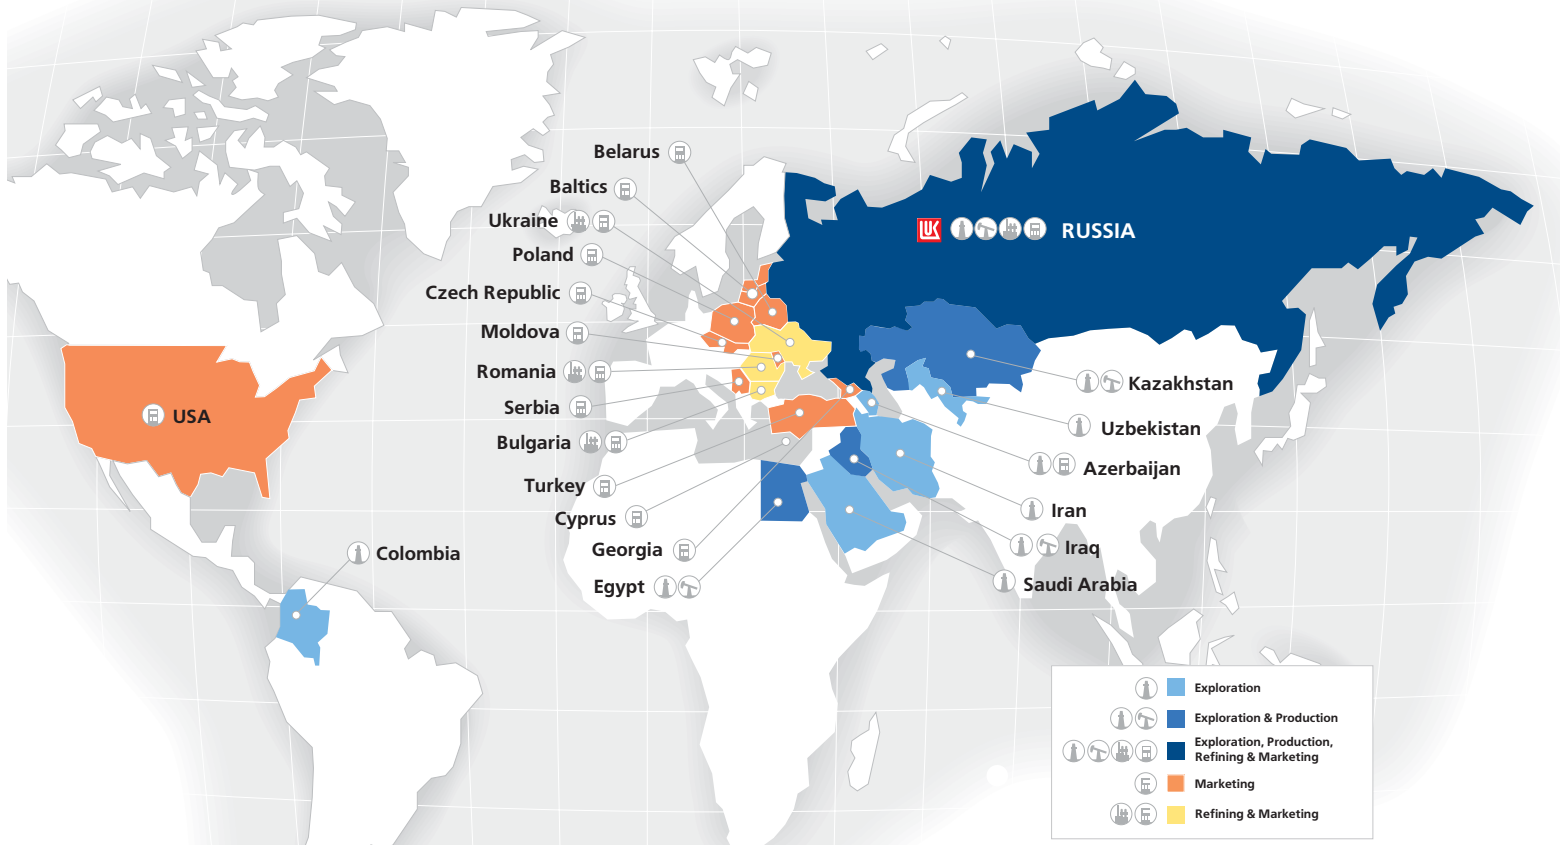 Belarus
Baltics
Ukraine
Poland
Czech Republic
Moldova
Romania
Serbia
Bulgaria
Turkey
Cyprus
Georgia
Egypt
USA
Colombia
LUK RUSSIA
Kazakhstan
Uzbekistan
Azerbaijan
Iran
Iraq
Saudi Arabia
Exploration
Exploration & Production
Exploration, Production,
Refining & Marketing
Marketing
Refining & Marketing